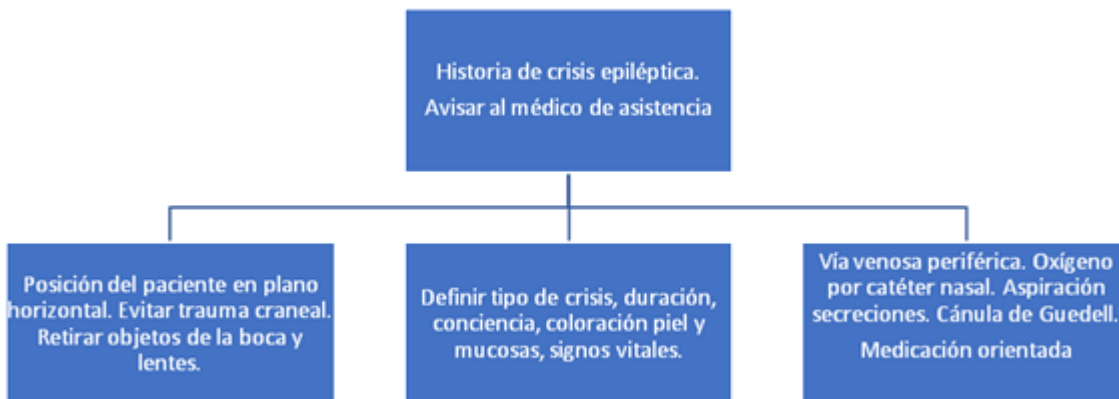 Historia de crisis epiléptica.
Avisar al médico de asistencia
Posición del paciente en plano
horizontal. Evitar trauma craneal.
Retirar objetos de la boca y
lentes.
Definir tipo de crisis, duración,
conciencia, coloración piel y
mucosas, signos vitales.
Vía venosa periférica. Oxígeno
por catéter nasal. Aspiración
secreciones. Cánula de Guedell.
Medicación orientada